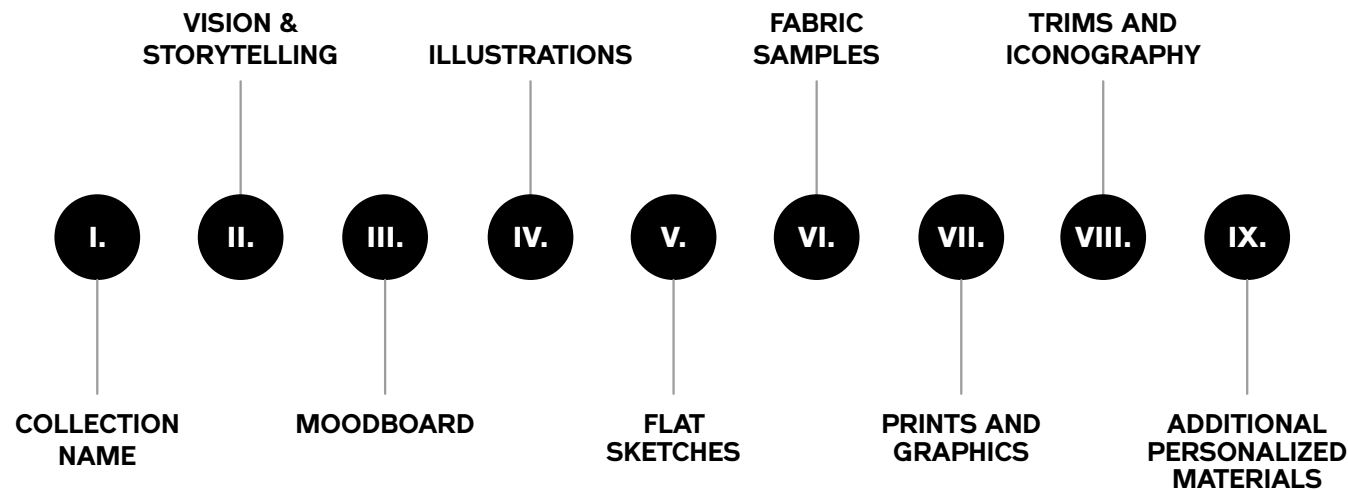 VISION &
STORYTELLING
ILLUSTRATIONS
FABRIC
SAMPLES
TRIMS AND
ICONOGRAPHY
I.
II.
III.
IV.
V.
VI.
VII.
VIII.
IX.
COLLECTION
NAME
MOODBOARD
FLAT
SKETCHES
PRINTS AND
GRAPHICS
ADDITIONAL
PERSONALIZED
MATERIALS